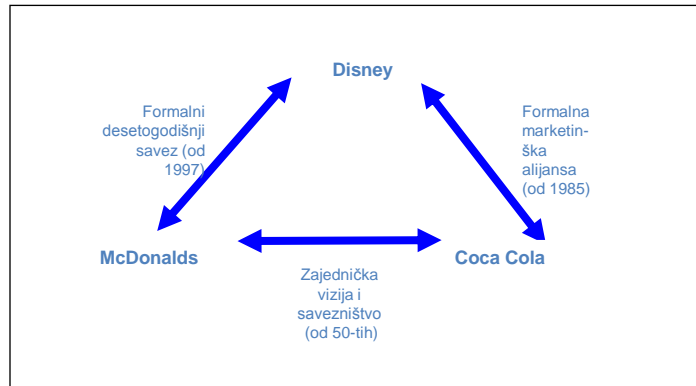 Disney
Formalni
desetogodišnji
savez (od
1997)
Formalna
marketin-
ška
alijansa
(od 1985)
McDonalds
Coca Cola
Zajednička
vizija i
savezništvo
(od 50-tih)